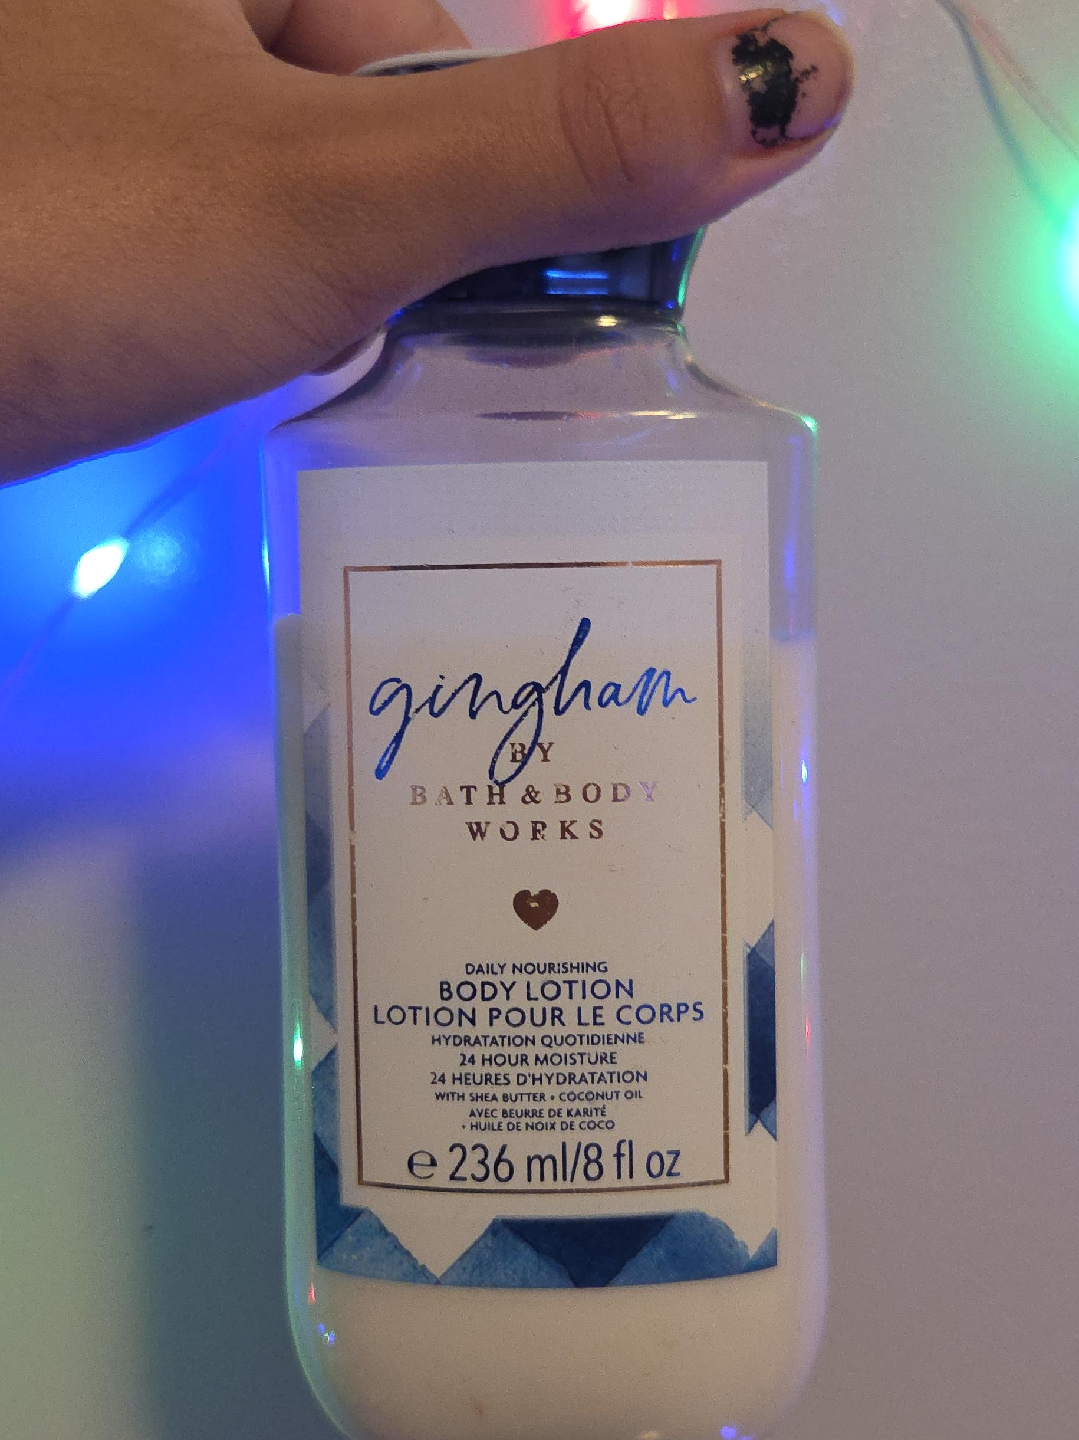 gingham
BY
BATH & BODY
WORKS
DAILY NOURISHING
BODY LOTION
LOTION POUR LE CORPS
HYDRATATION QUOTIDIENNE
24 HOUR MOISTURE
24 HEURES D'HYDRATATION
WITH SHEA BUTTER + COCONUT OIL
AVEC BEURRE DE KARITÉ
+ HUILE DE NOIX DE COCO
℮ 236 ml/8 fl oz